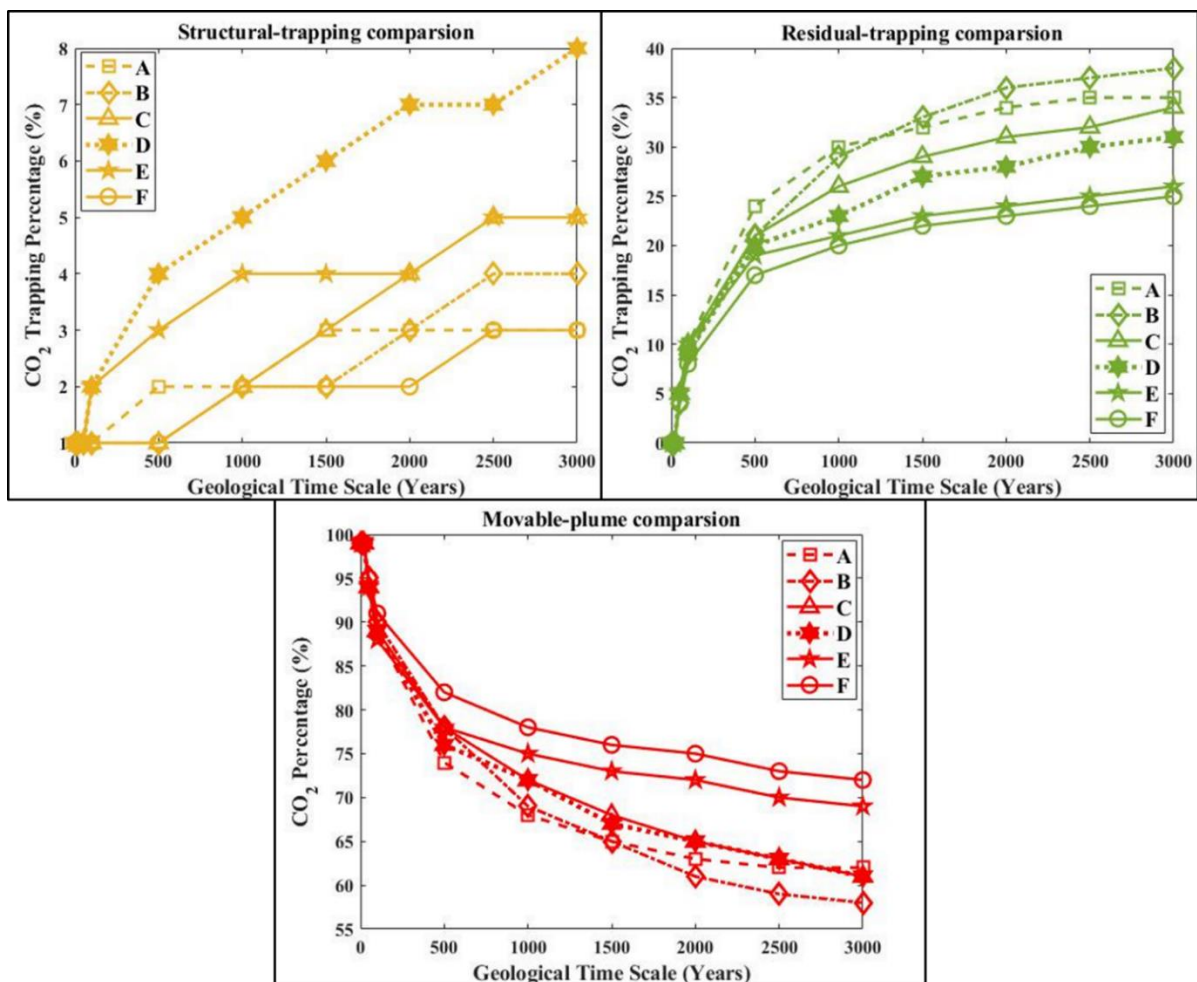 Structural-trapping comparsion
CO2 Trapping Percentage (%)
8
7
6
5
4
3
2
1
A
B
C
D
E
F
0 500 1000 1500 2000 2500 3000
Geological Time Scale (Years)
Residual-trapping comparsion
CO2 Trapping Percentage (%)
40
35
30
25
20
15
10
5
0
A
B
C
D
E
F
0 500 1000 1500 2000 2500 3000
Geological Time Scale (Years)
Movable-plume comparsion
CO2 Percentage (%)
100
95
90
85
80
75
70
65
60
55
A
B
C
D
E
F
0 500 1000 1500 2000 2500 3000
Geological Time Scale (Years)